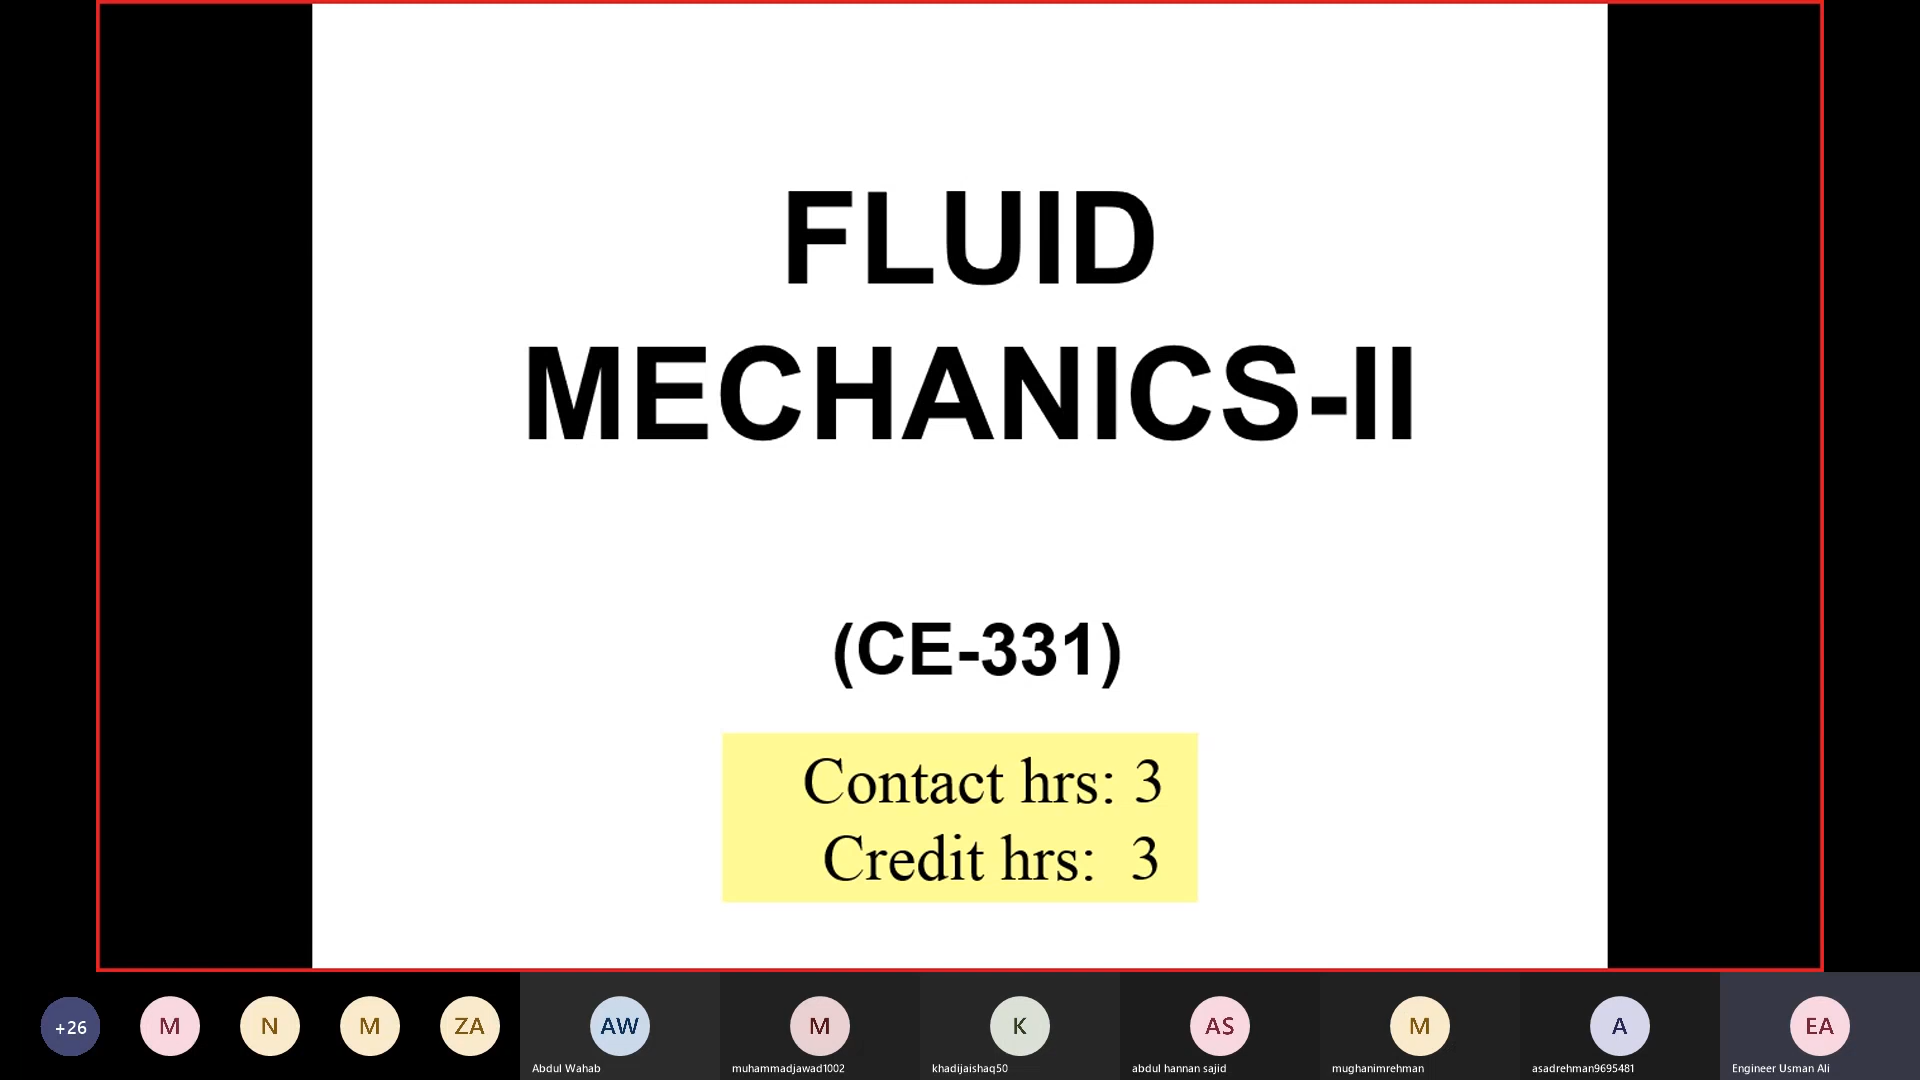 FLUID
MECHANICS-II
(CE-331)
Contact hrs: 3
Credit hrs: 3
+26
M
N
M
ZA
AW
M
K
AS
M
A
EA
Abdul Wahab
muhammadjawad1002
khadijaishaq50
abdul hannan sajid
mughanimrehman
asadrehman9695481
Engineer Usman Ali